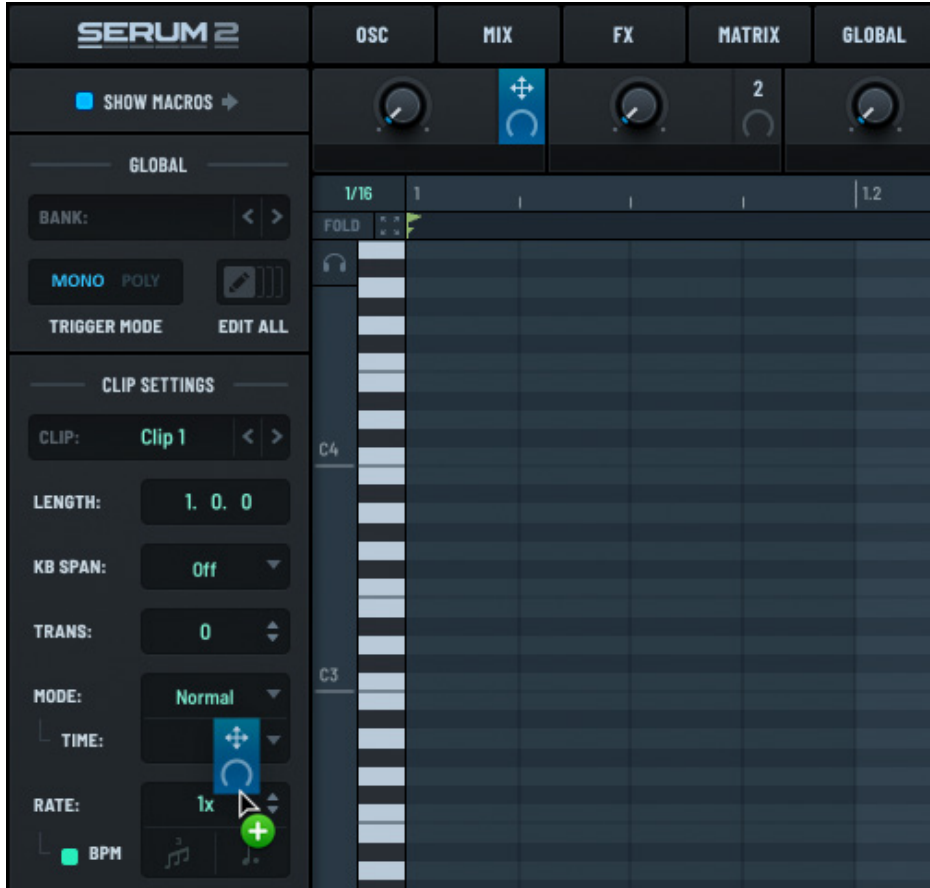 SERUM 2
OSC
MIX
FX
MATRIX
GLOBAL
SHOW MACROS
2
GLOBAL
BANK:
MONO POLY
TRIGGER MODE
EDIT ALL
1/16
1
1.2
FOLD
CLIP SETTINGS
CLIP: Clip 1
LENGTH: 1. 0. 0
KB SPAN: Off
TRANS: 0
MODE: Normal
TIME:
RATE: 1x
BPM
3
C4
C3